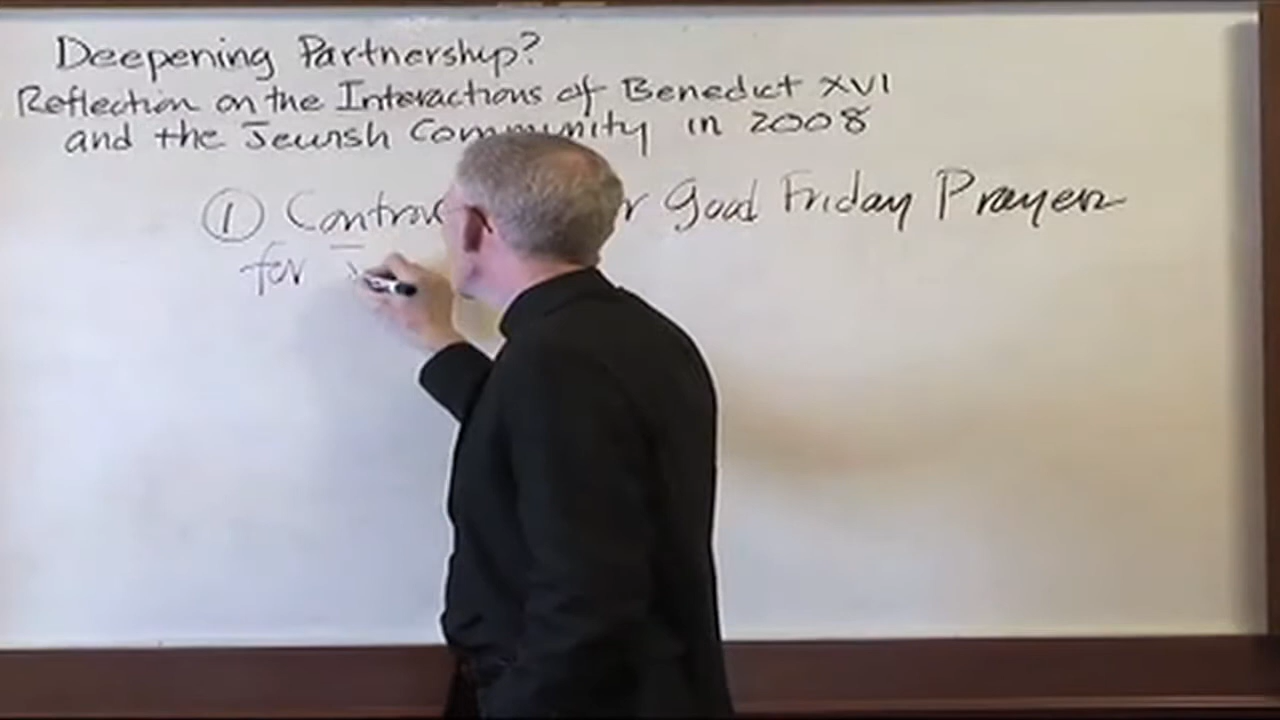 Deepening Partnership?
Reflection on the Interactions of Benedict XVI
and the Jewish Community in 2008
① Contro r Good Friday Prayer
for